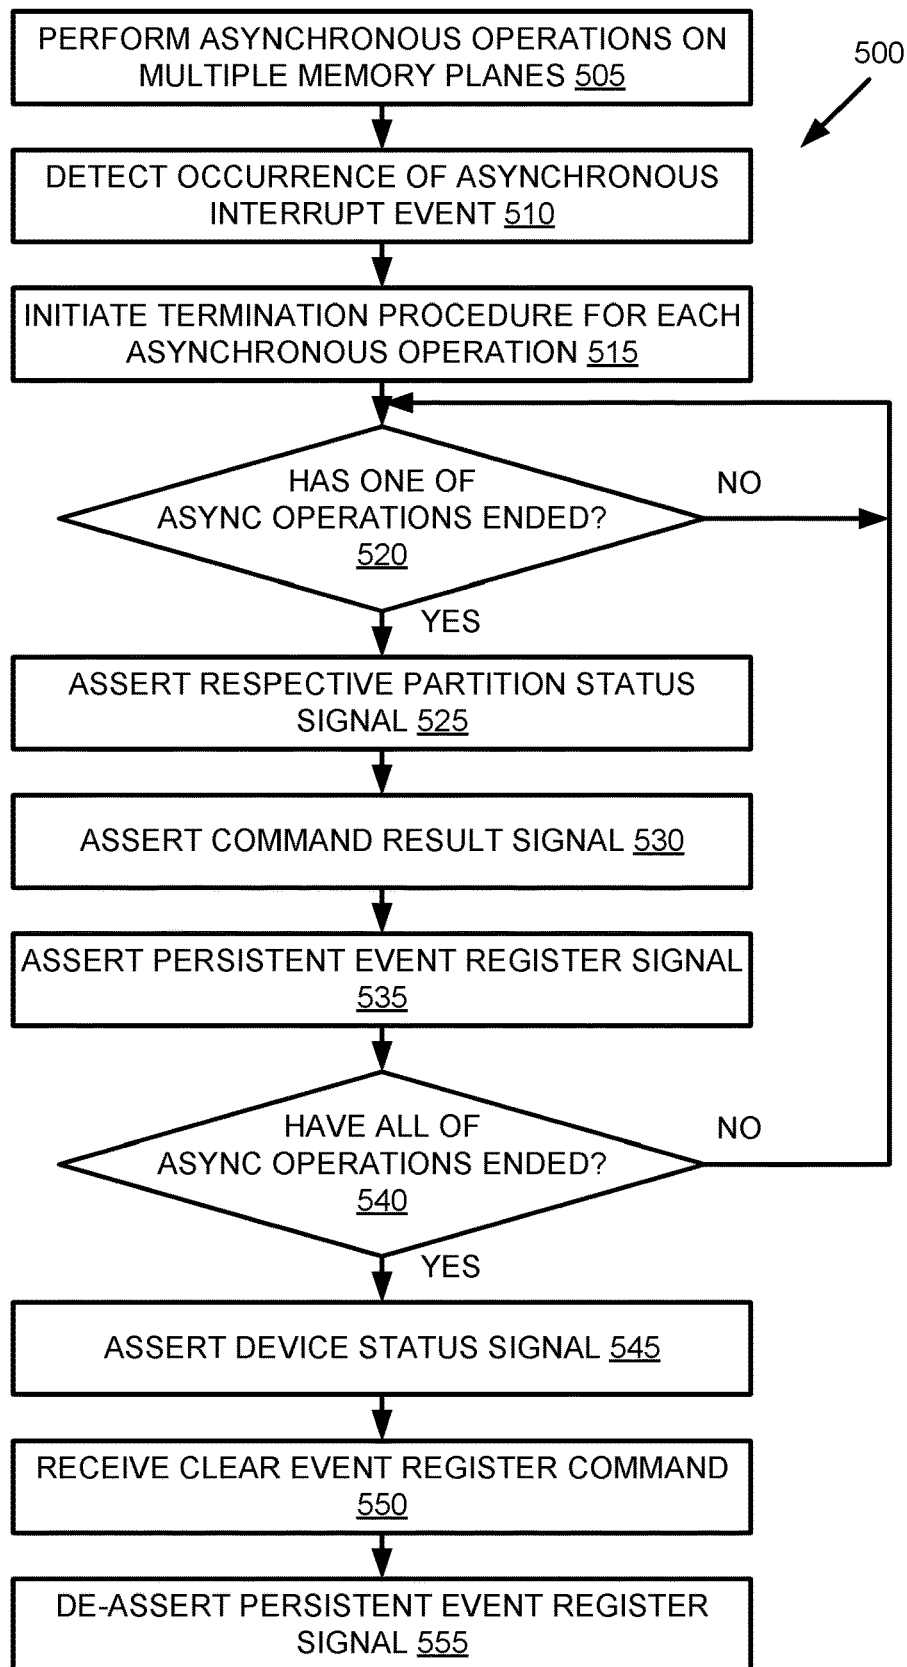 PERFORM ASYNCHRONOUS OPERATIONS ON
MULTIPLE MEMORY PLANES 505
500
DETECT OCCURRENCE OF ASYNCHRONOUS
INTERRUPT EVENT 510
INITIATE TERMINATION PROCEDURE FOR EACH
ASYNCHRONOUS OPERATION 515
HAS ONE OF
ASYNC OPERATIONS ENDED?
520
NO
YES
ASSERT RESPECTIVE PARTITION STATUS
SIGNAL 525
ASSERT COMMAND RESULT SIGNAL 530
ASSERT PERSISTENT EVENT REGISTER SIGNAL
535
HAVE ALL OF
ASYNC OPERATIONS ENDED?
540
NO
YES
ASSERT DEVICE STATUS SIGNAL 545
RECEIVE CLEAR EVENT REGISTER COMMAND
550
DE-ASSERT PERSISTENT EVENT REGISTER
SIGNAL 555